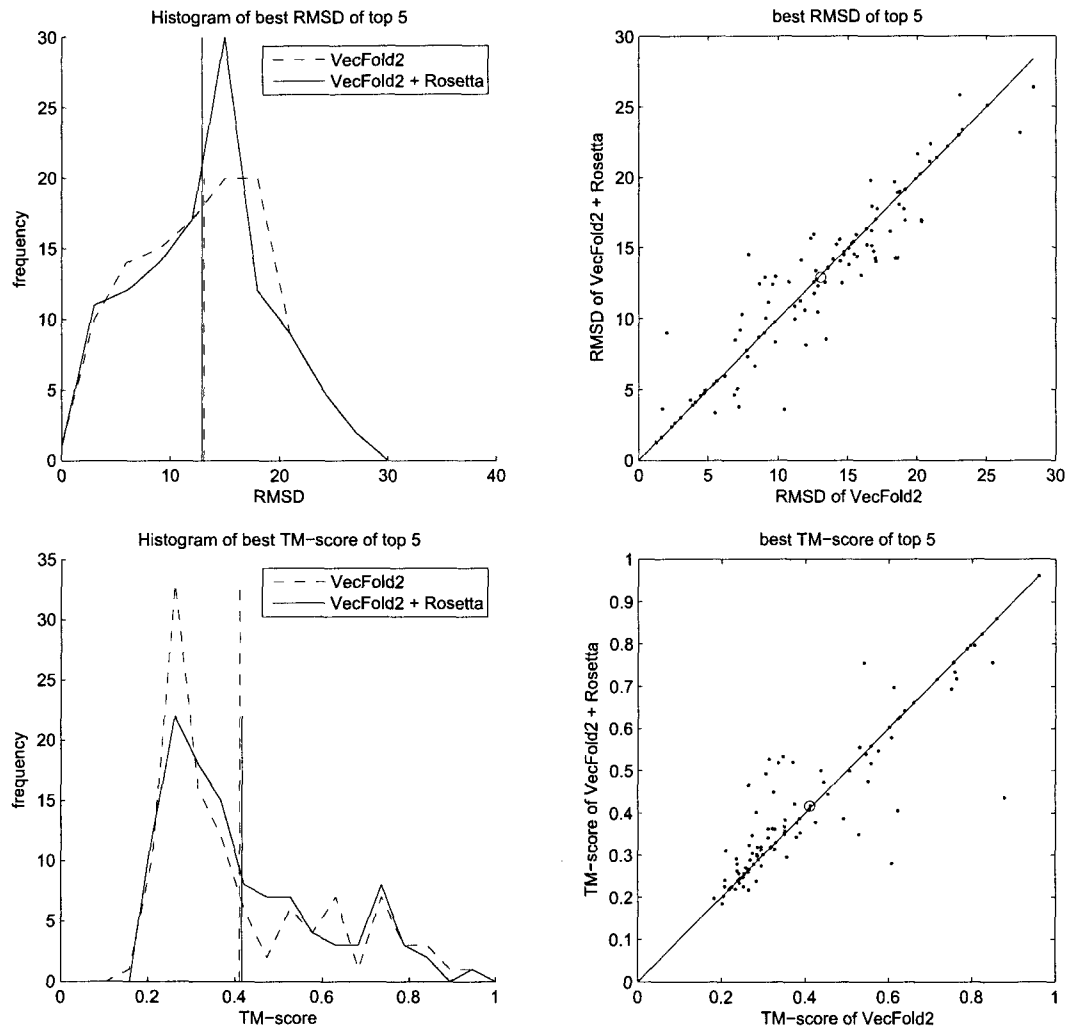 Histogram of best RMSD of top 5
30
25
20
15
10
5
0
frequency
VecFold2
VecFold2 + Rosetta
0 10 20 30 40
RMSD
best RMSD of top 5
30
25
20
15
10
5
0
RMSD of VecFold2 + Rosetta
0 5 10 15 20 25 30
RMSD of VecFold2
Histogram of best TM−score of top 5
35
30
25
20
15
10
5
0
frequency
VecFold2
VecFold2 + Rosetta
0 0.2 0.4 0.6 0.8 1
TM−score
best TM−score of top 5
1
0.9
0.8
0.7
0.6
0.5
0.4
0.3
0.2
0.1
0
TM−score of VecFold2 + Rosetta
0 0.2 0.4 0.6 0.8 1
TM−score of VecFold2